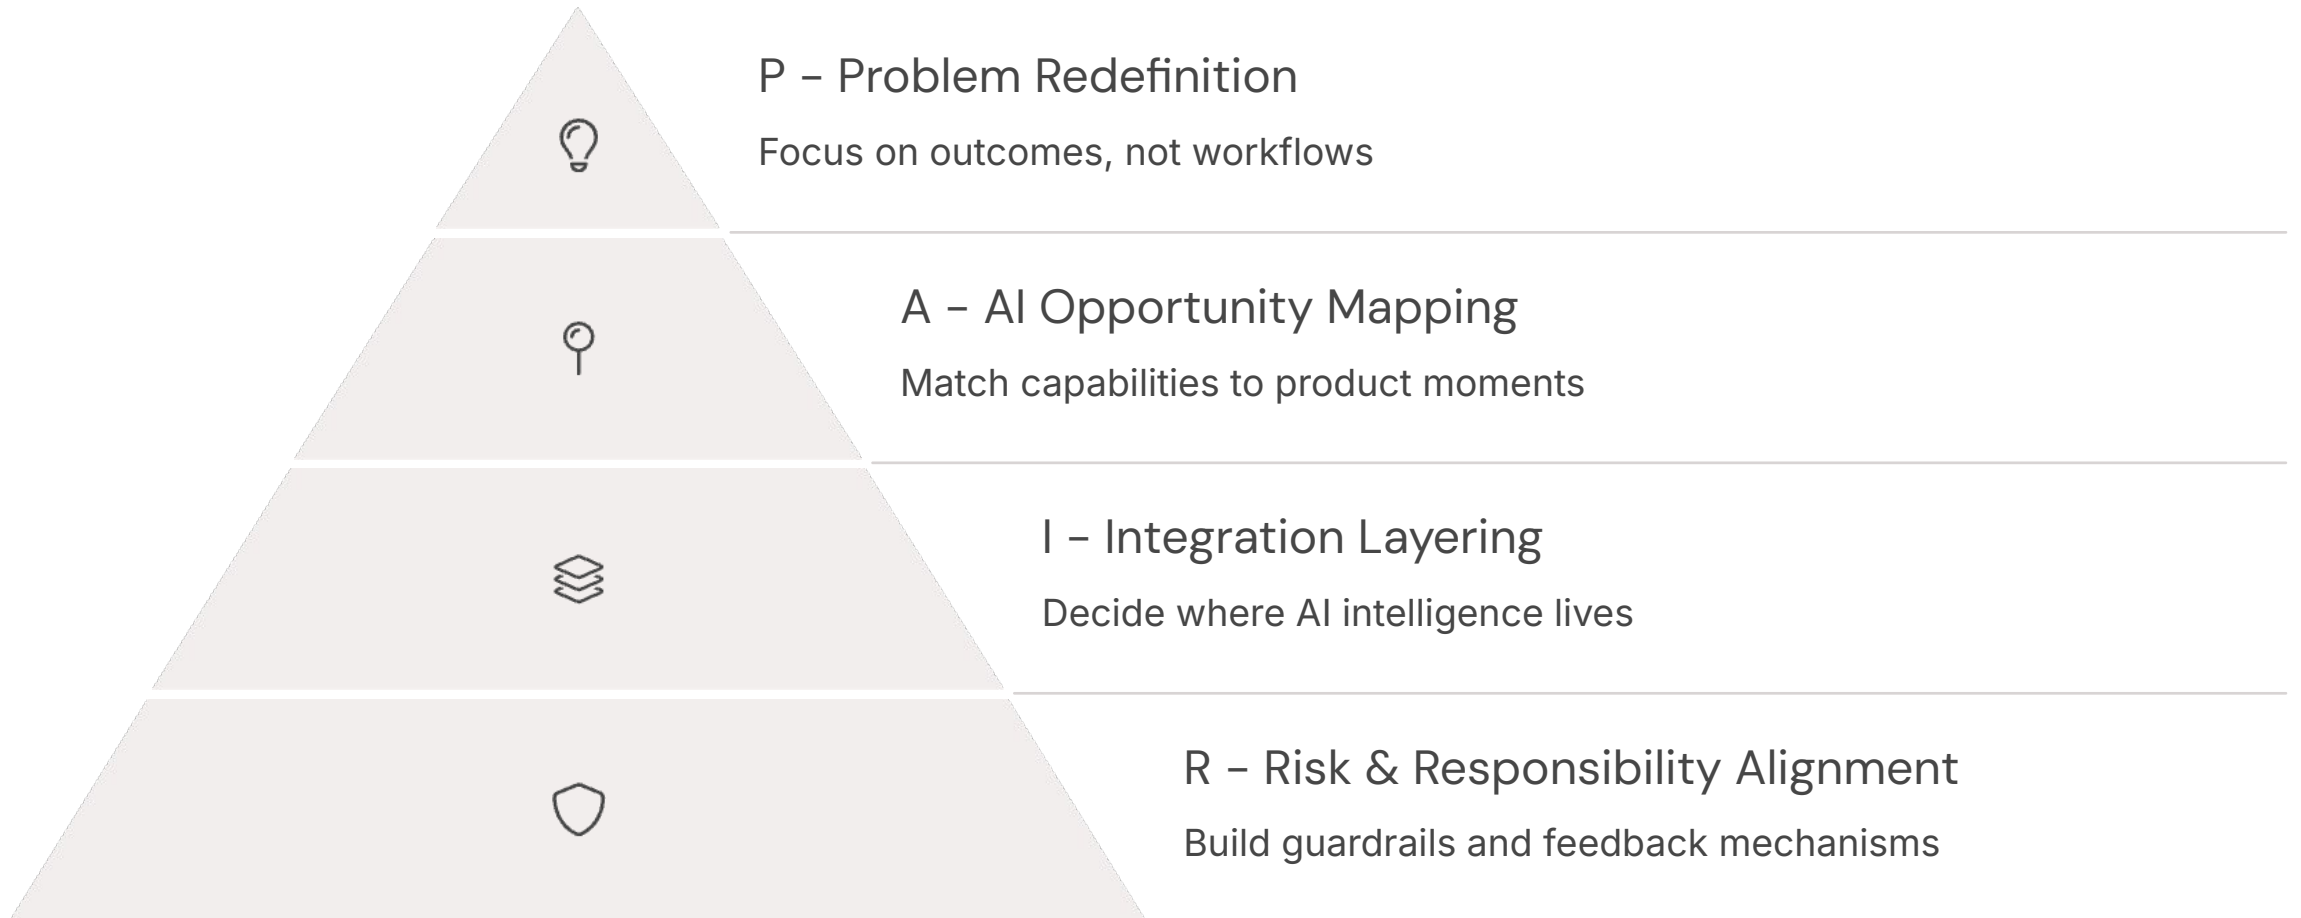 P – Problem Redefinition
Focus on outcomes, not workflows
A – AI Opportunity Mapping
Match capabilities to product moments
I – Integration Layering
Decide where AI intelligence lives
R – Risk & Responsibility Alignment
Build guardrails and feedback mechanisms